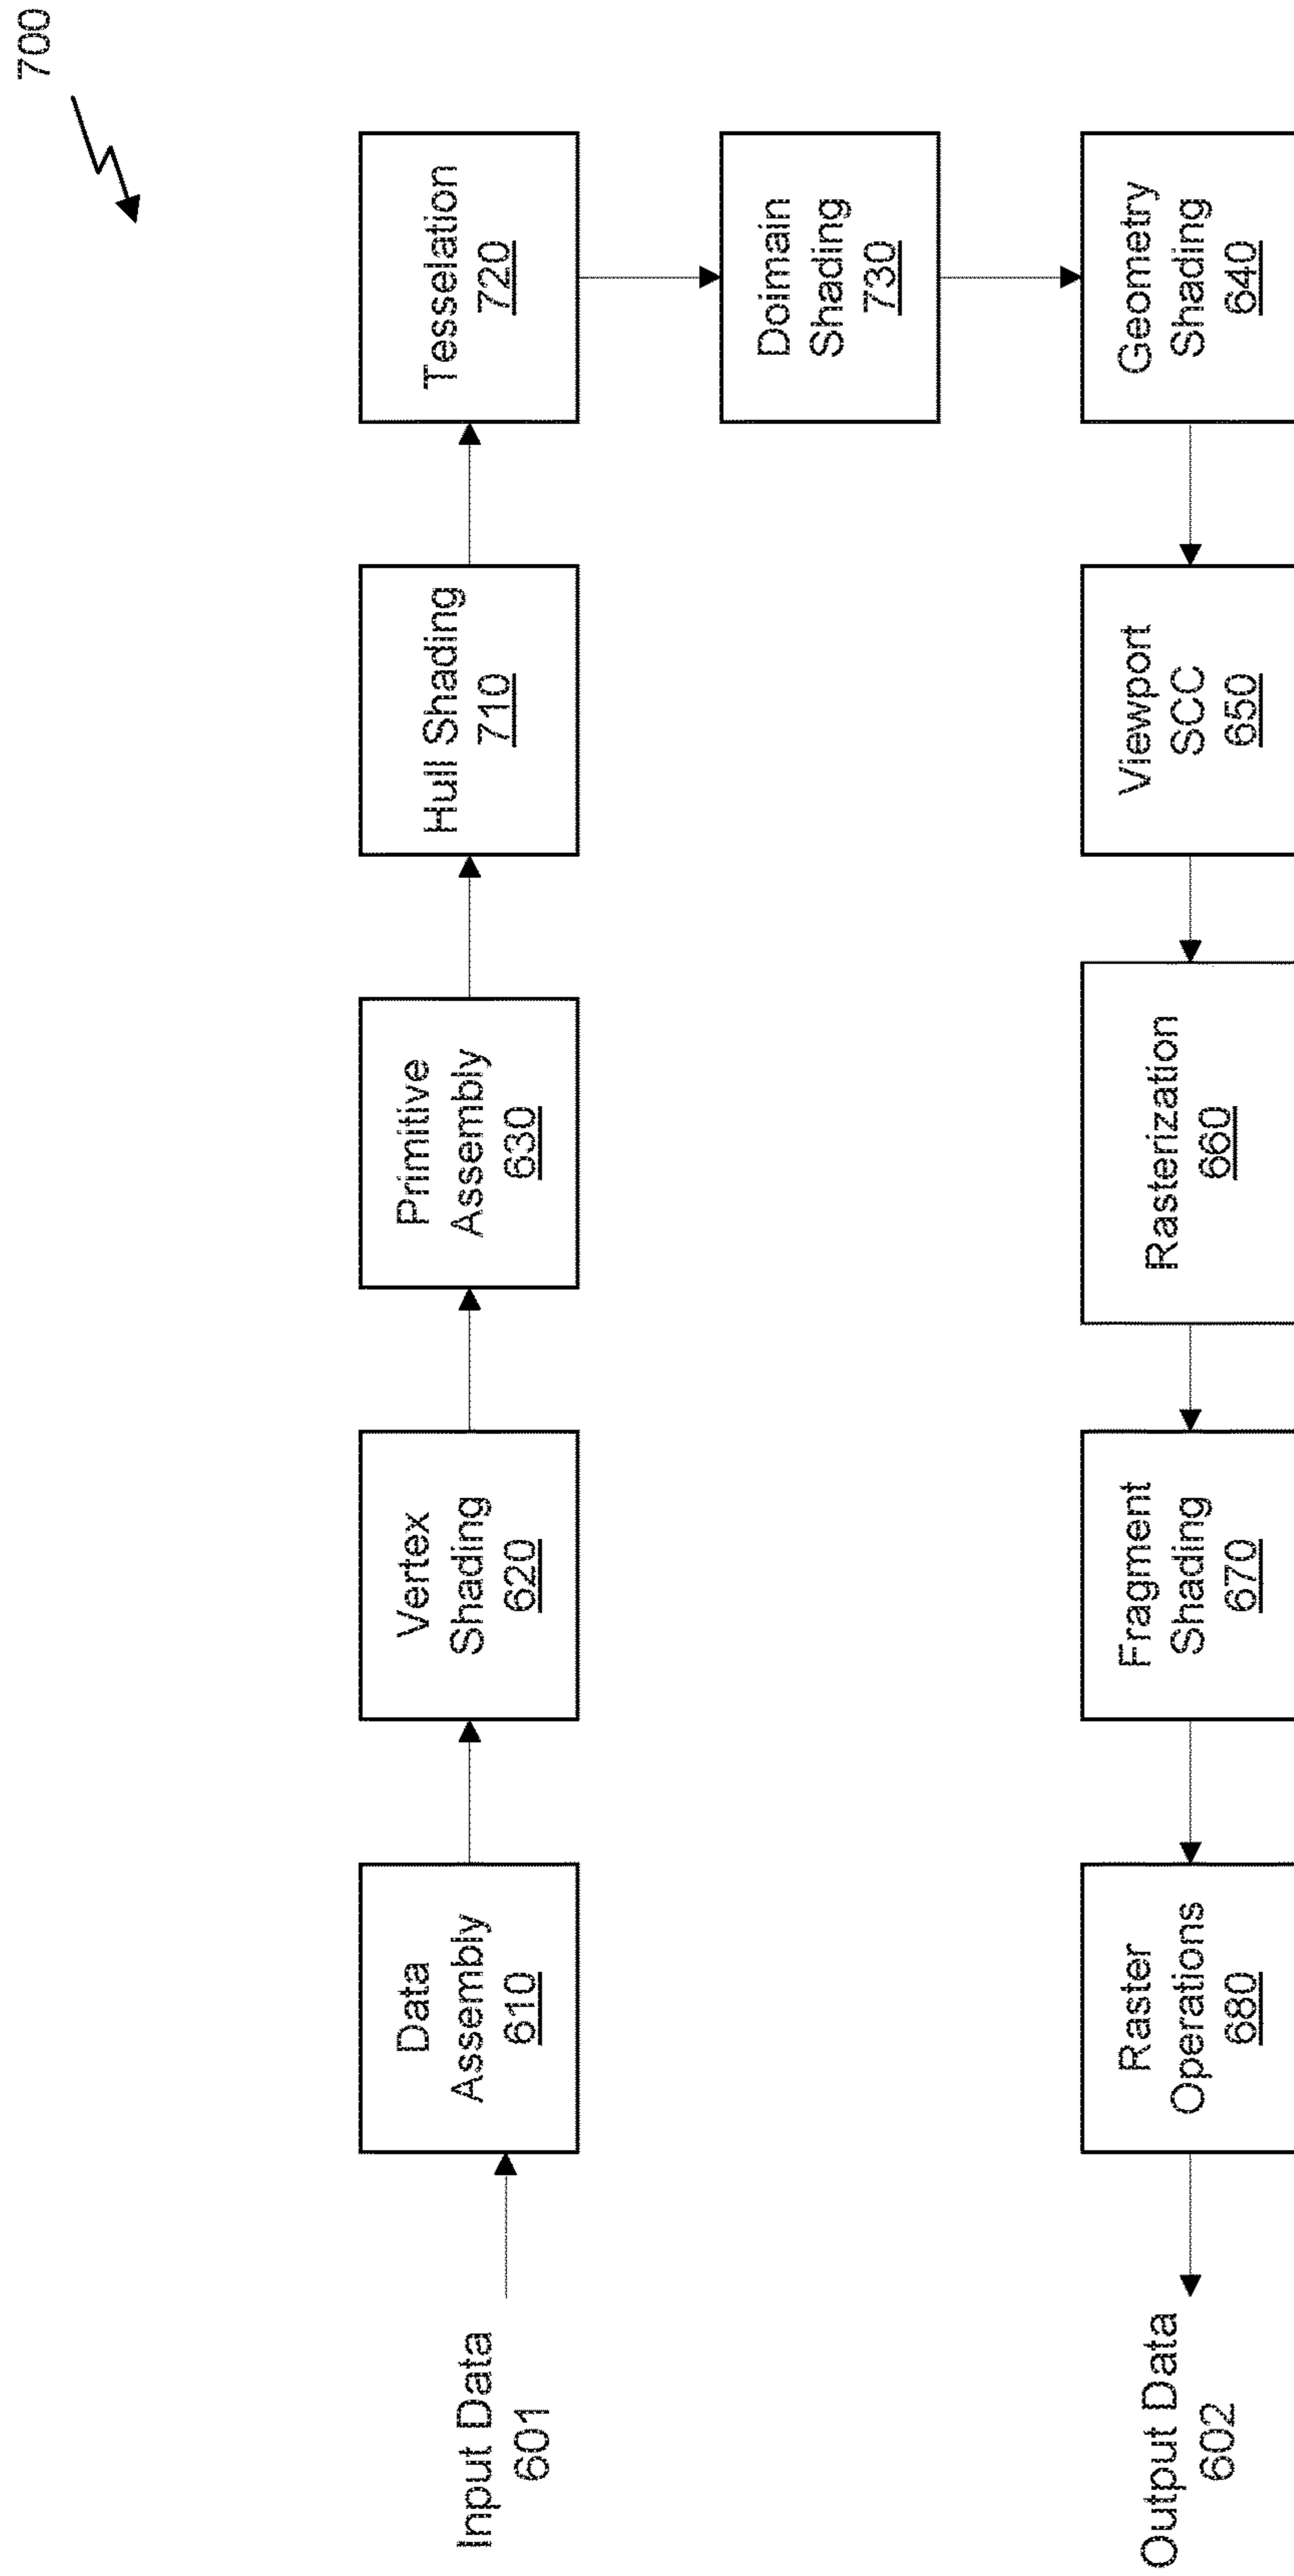 700
Input Data
601
Data
Assembly
610
Vertex
Shading
620
Primitive
Assembly
630
Hull Shading
710
Tesselation
720
Doimain
Shading
730
Geometry
Shading
640
Viewport
SCC
650
Rasterization
660
Fragment
Shading
670
Raster
Operations
680
Output Data
602